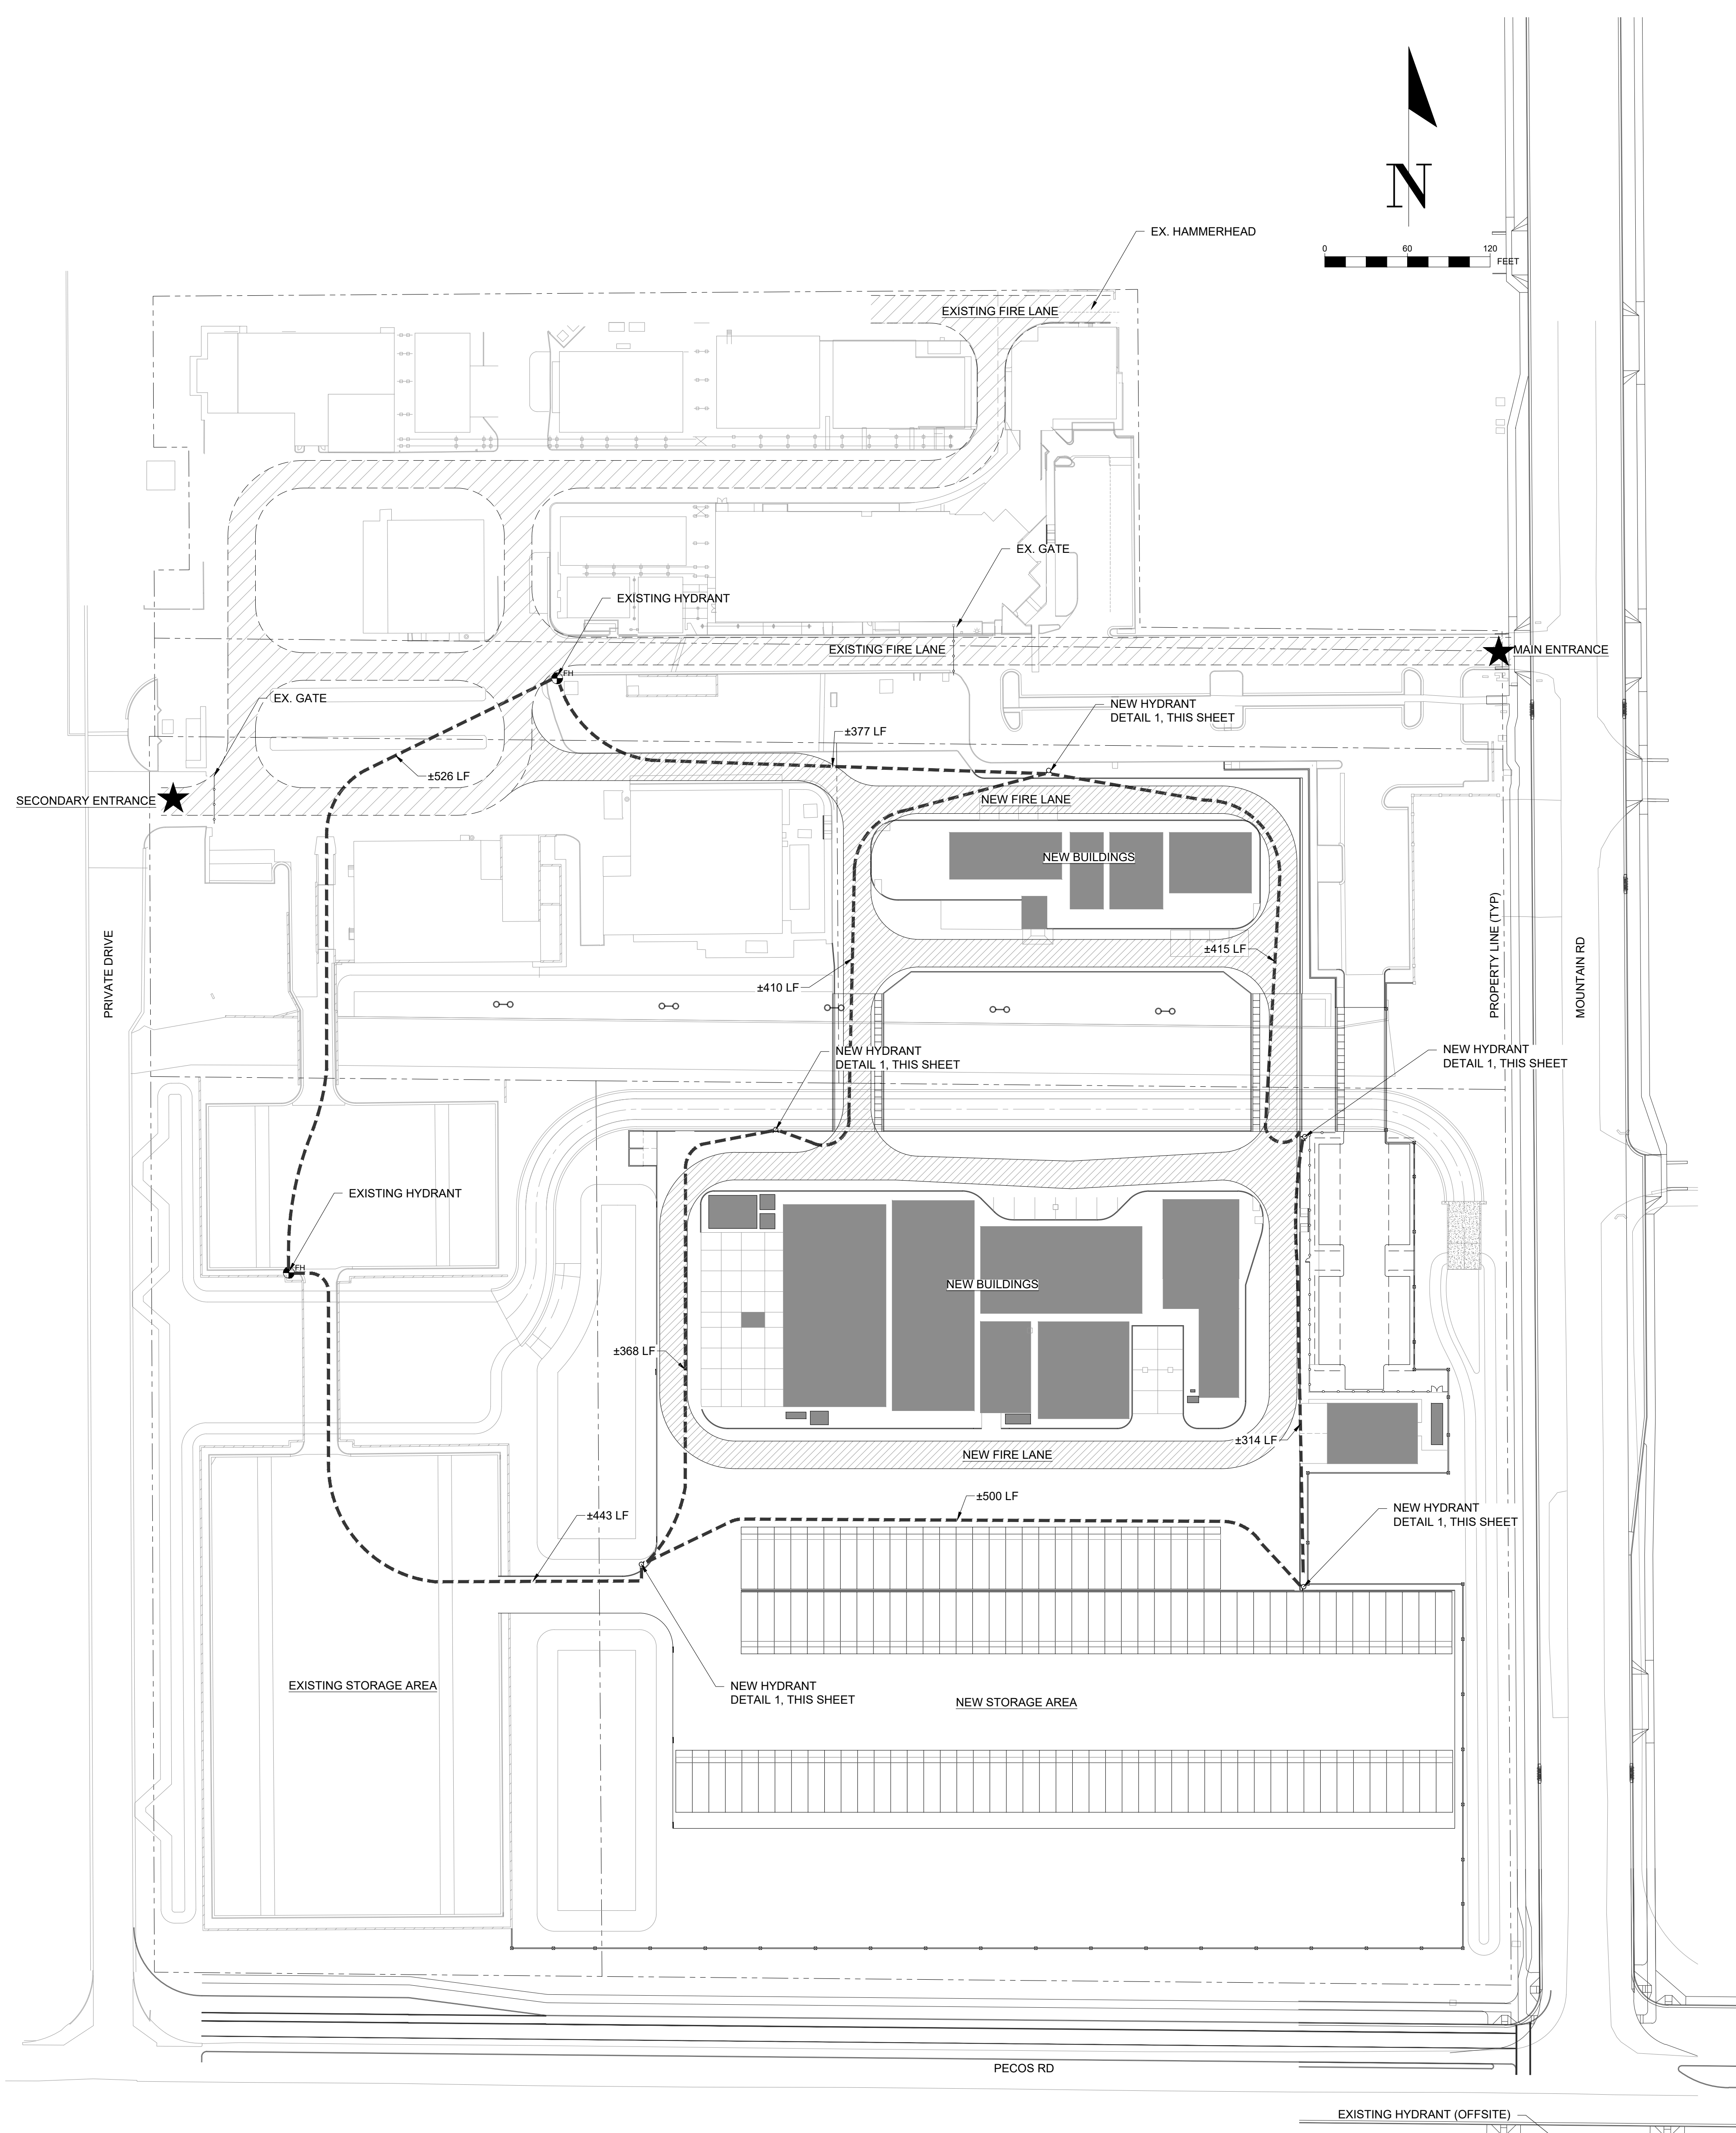 N
0 60 120
FEET
EX. HAMMERHEAD
EXISTING FIRE LANE
EX. GATE
EXISTING HYDRANT
EXISTING FIRE LANE
MAIN ENTRANCE
FH
EX. GATE
NEW HYDRANT
DETAIL 1, THIS SHEET
±377 LF
±526 LF
SECONDARY ENTRANCE
NEW FIRE LANE
NEW BUILDINGS
±415 LF
±410 LF
PRIVATE DRIVE
PROPERTY LINE (TYP)
MOUNTAIN RD
NEW HYDRANT
DETAIL 1, THIS SHEET
NEW HYDRANT
DETAIL 1, THIS SHEET
EXISTING HYDRANT
FH
NEW BUILDINGS
±368 LF
±314 LF
NEW FIRE LANE
±500 LF
±443 LF
NEW HYDRANT
DETAIL 1, THIS SHEET
EXISTING STORAGE AREA
NEW HYDRANT
DETAIL 1, THIS SHEET
NEW STORAGE AREA
PECOS RD
EXISTING HYDRANT (OFFSITE)